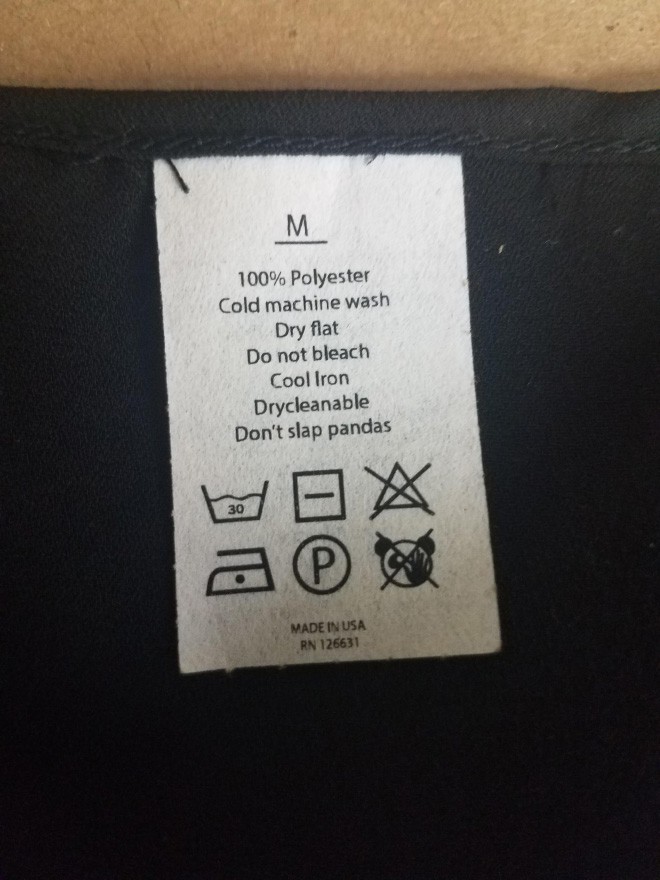 M
100% Polyester
Cold machine wash
Dry flat
Do not bleach
Cool Iron
Drycleanable
Don't slap pandas
30
P
MADE IN USA
RN 126631